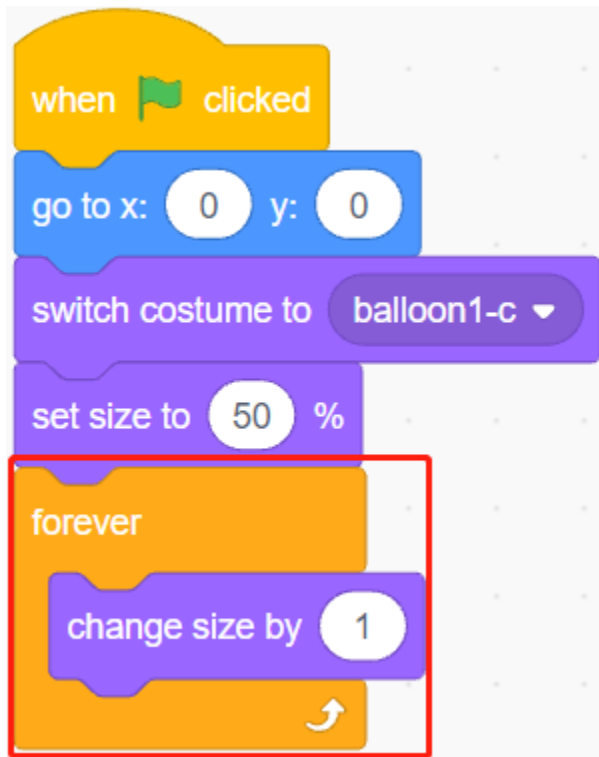 when clicked
go to x: 0 y: 0
switch costume to balloon1-c
set size to 50 %
forever
change size by 1